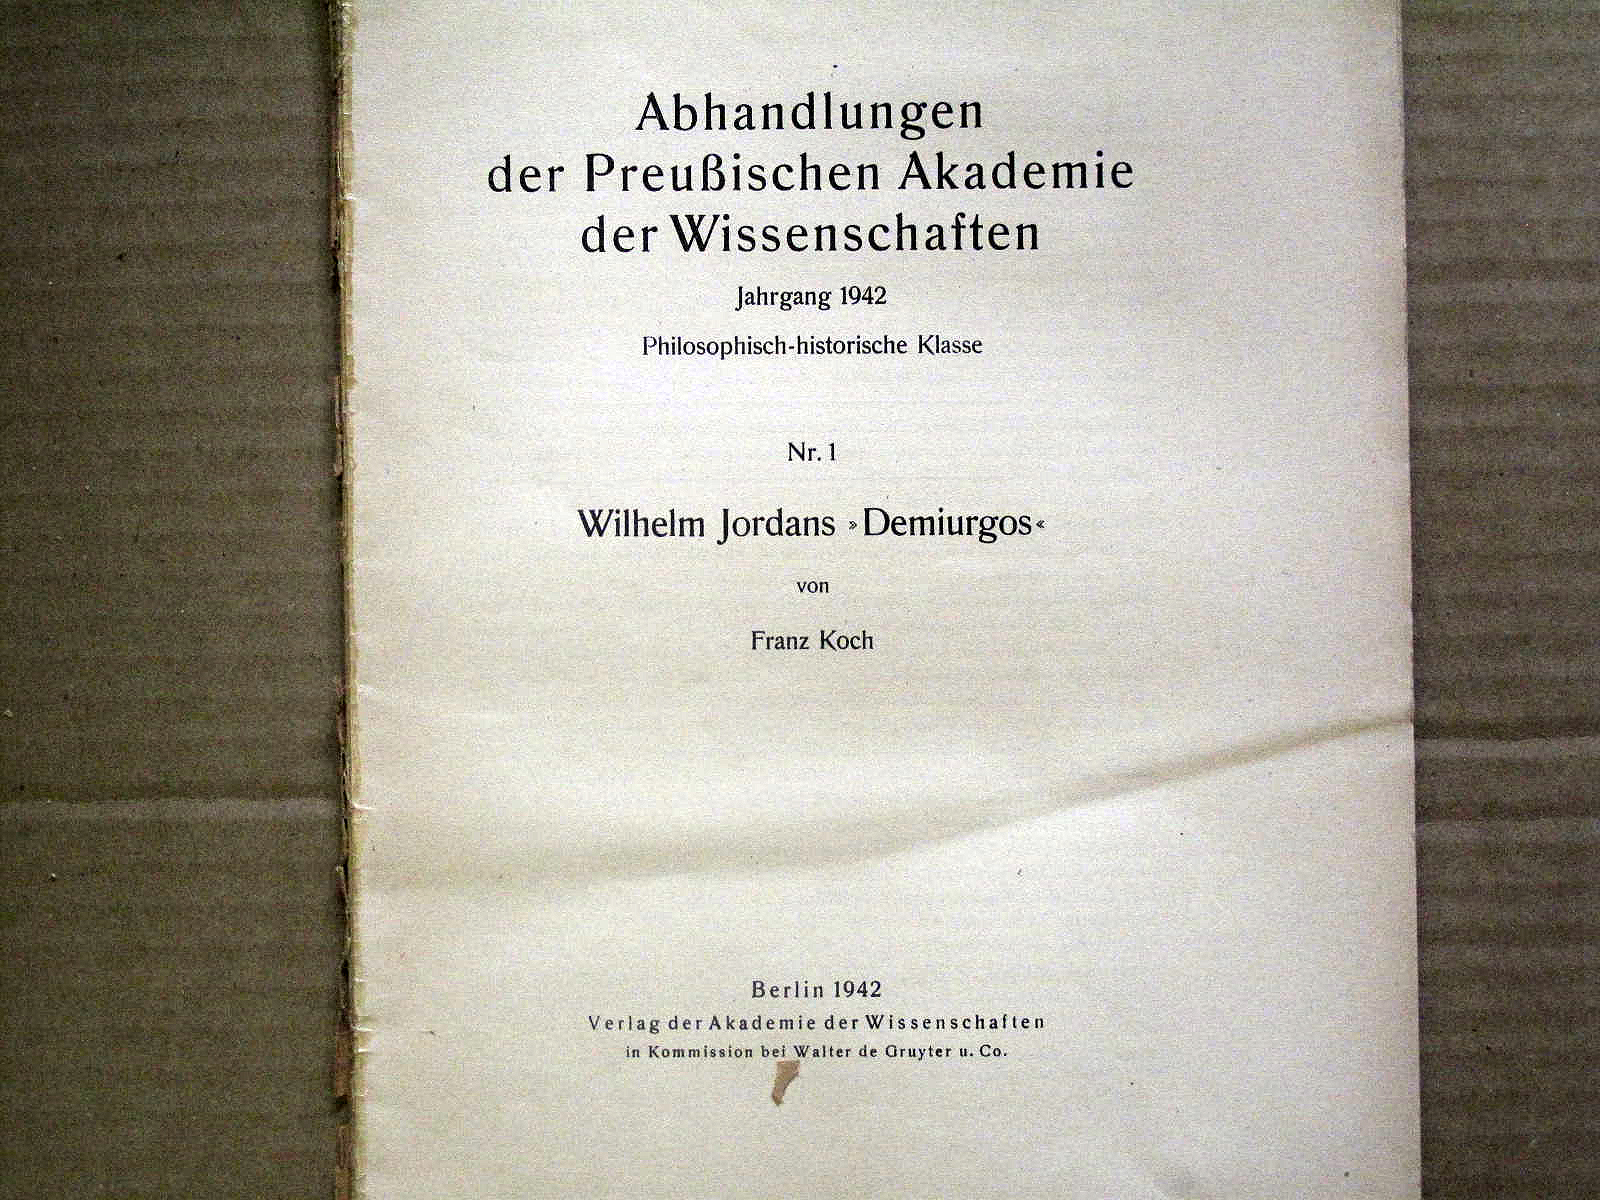 Abhandlungen
der Preußischen Akademie
der Wissenschaften
Jahrgang 1942
Philosophisch-historische Klasse
Nr. 1
Wilhelm Jordans »Demiurgos«
von
Franz Koch
Berlin 1942
Verlag der Akademie der Wissenschaften
in Kommission bei Walter de Gruyter u. Co.